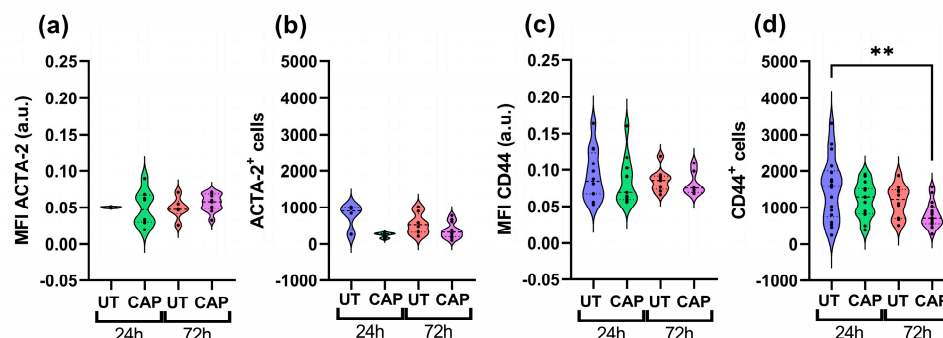 (a)
MFI ACTA-2 (a.u.)
0.25
0.20
0.15
0.10
0.05
0.00
-0.05
UT CAP UT CAP
24h 72h
(b)
ACTA-2⁺ cells
5000
4000
3000
2000
1000
0
-1000
UT CAP UT CAP
24h 72h
(c)
MFI CD44 (a.u.)
0.25
0.20
0.15
0.10
0.05
0.00
-0.05
UT CAP UT CAP
24h 72h
(d)
CD44⁺ cells
5000
4000
3000
2000
1000
0
-1000
**
UT CAP UT CAP
24h 72h